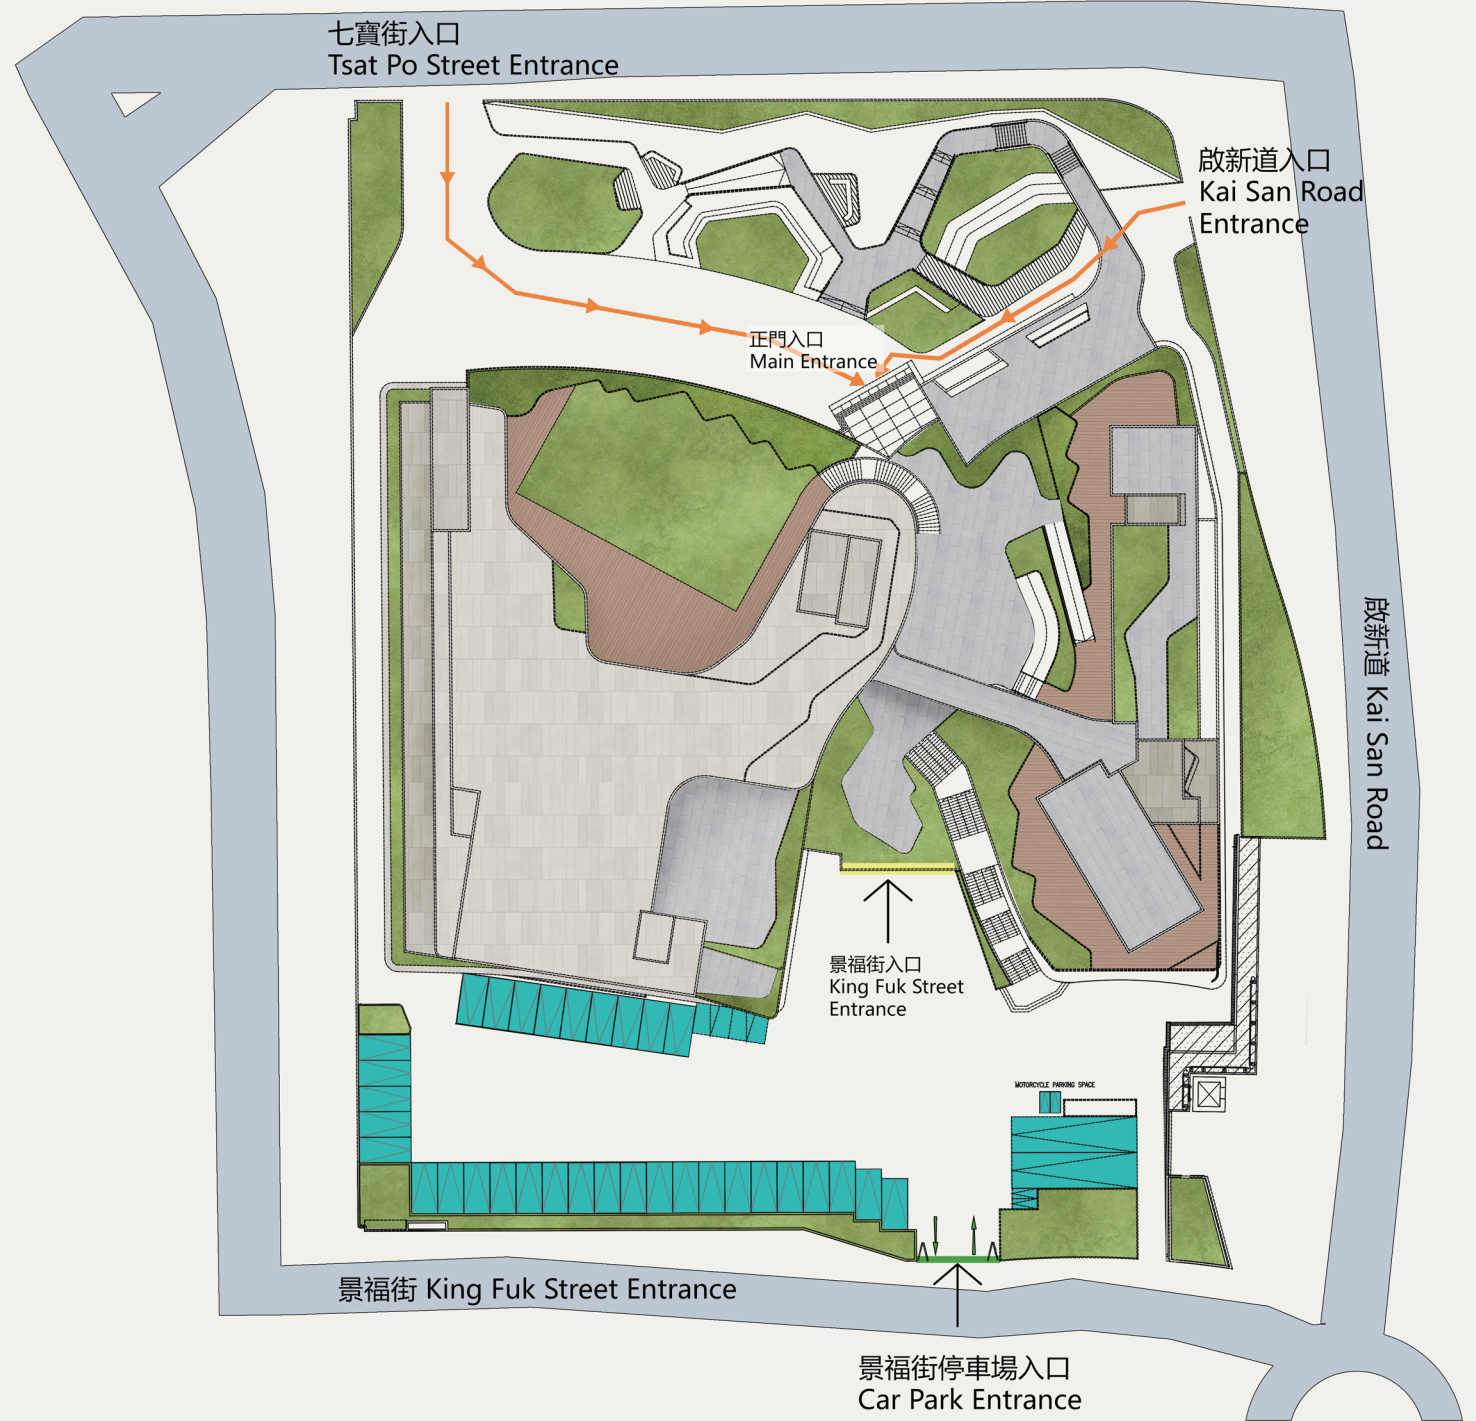 七寶街入口
Tsat Po Street Entrance
啟新道入口
Kai San Road
Entrance
正門入口
Main Entrance
啟新道 Kai San Road
景福街入口
King Fuk Street
Entrance
MOTORCYCLE PARKING SPACE
景福街 King Fuk Street Entrance
景福街停車場入口
Car Park Entrance